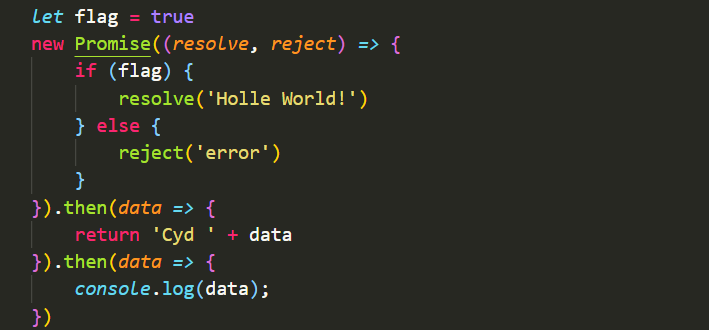 let flag = true
new Promise((resolve, reject) => {
    if (flag) {
        resolve('Holle World!')
    } else {
        reject('error')
    }
}).then(data => {
    return 'Cyd ' + data
}).then(data => {
    console.log(data);
})